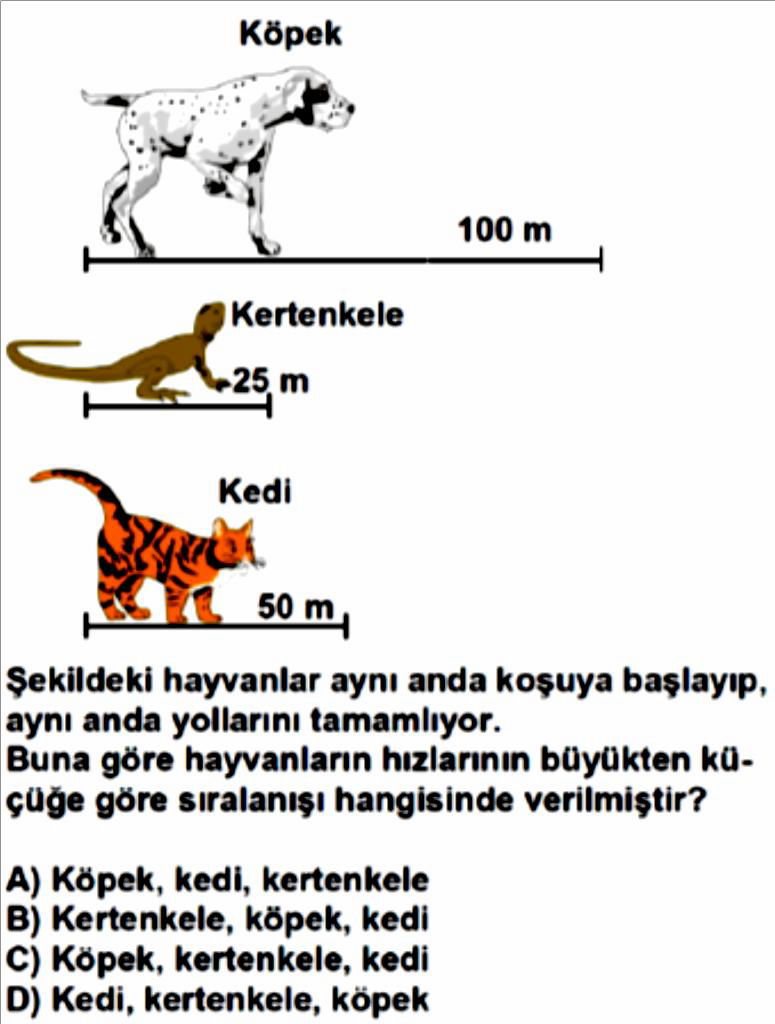 Köpek
100 m
Kertenkele
25 m
Kedi
50 m
Şekildeki hayvanlar aynı anda koşuya başlayıp,
aynı anda yollarını tamamlıyor.
Buna göre hayvanların hızlarının büyükten kü-
çüğe göre sıralanışı hangisinde verilmiştir?
A) Köpek, kedi, kertenkele
B) Kertenkele, köpek, kedi
C) Köpek, kertenkele, kedi
D) Kedi, kertenkele, köpek